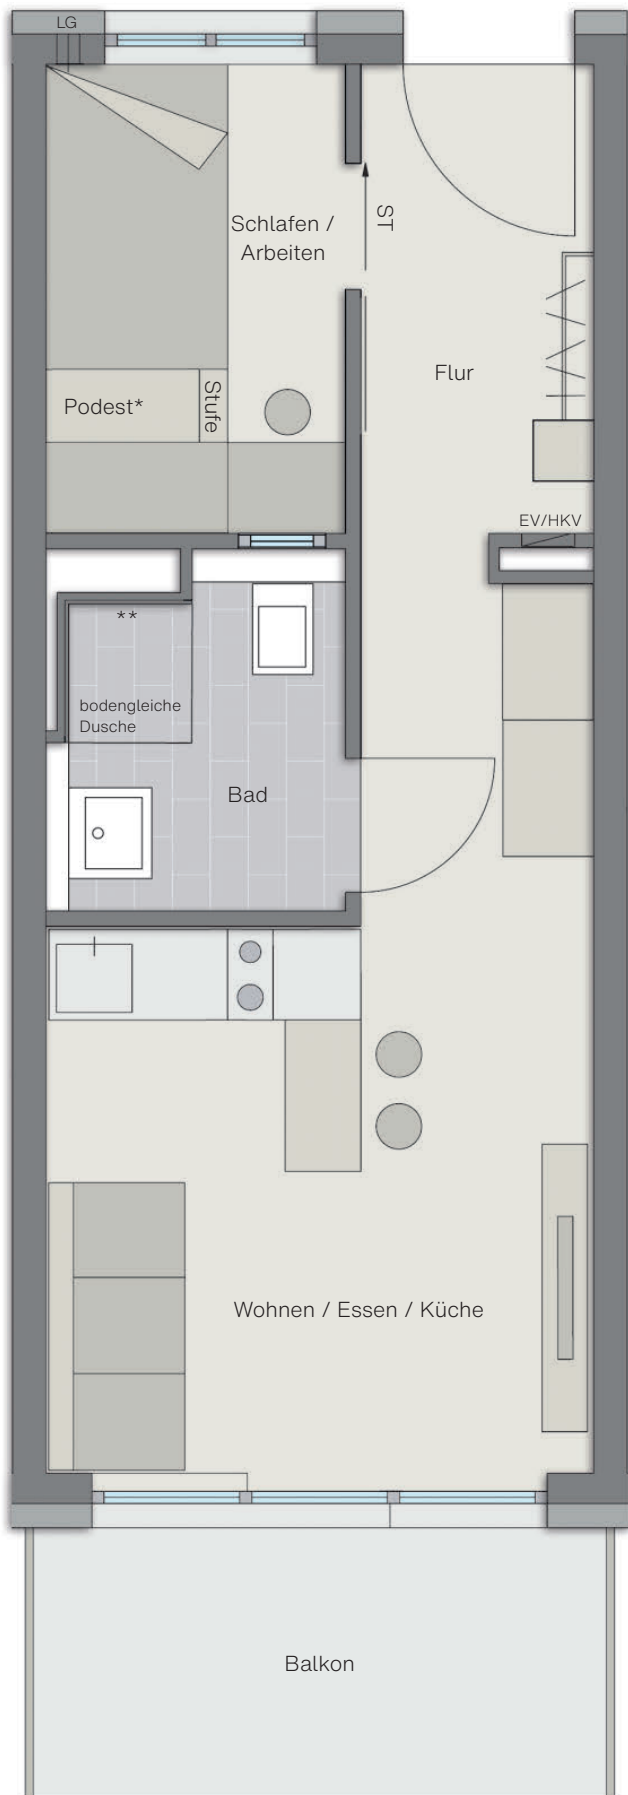 LG
Schlafen /
Arbeiten
ST
Flur
Podest*
Stufe
EV/HKV
**
bodengleiche
Dusche
Bad
Wohnen / Essen / Küche
Balkon